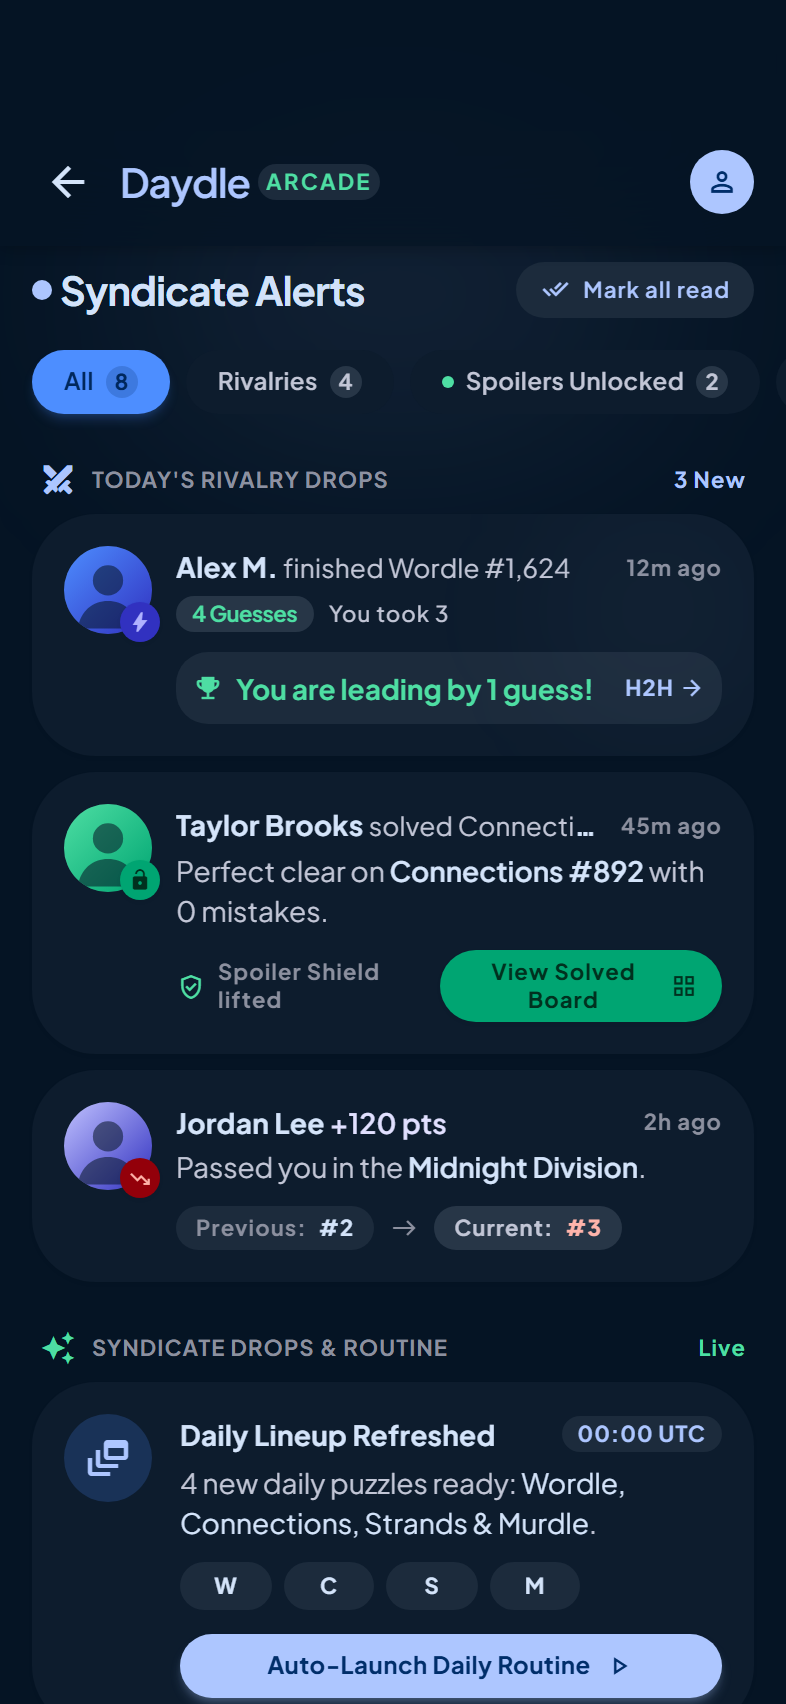 Daydle ARCADE
Syndicate Alerts
Mark all read
All 8
Rivalries 4
Spoilers Unlocked 2
TODAY'S RIVALRY DROPS
3 New
Alex M. finished Wordle #1,624
12m ago
4 Guesses
You took 3
You are leading by 1 guess!
H2H →
Taylor Brooks solved Connecti...
45m ago
Perfect clear on Connections #892 with
0 mistakes.
Spoiler Shield
lifted
View Solved
Board
Jordan Lee +120 pts
2h ago
Passed you in the Midnight Division.
Previous: #2
→
Current: #3
SYNDICATE DROPS & ROUTINE
Live
Daily Lineup Refreshed
00:00 UTC
4 new daily puzzles ready: Wordle,
Connections, Strands & Murdle.
W
C
S
M
Auto-Launch Daily Routine